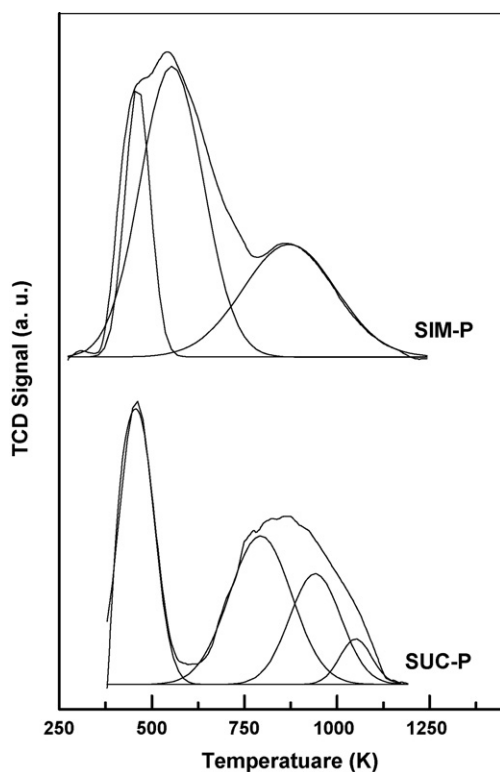 TCD Signal (a. u.)
SIM-P
SUC-P
250 500 750 1000 1250
Temperatuare (K)